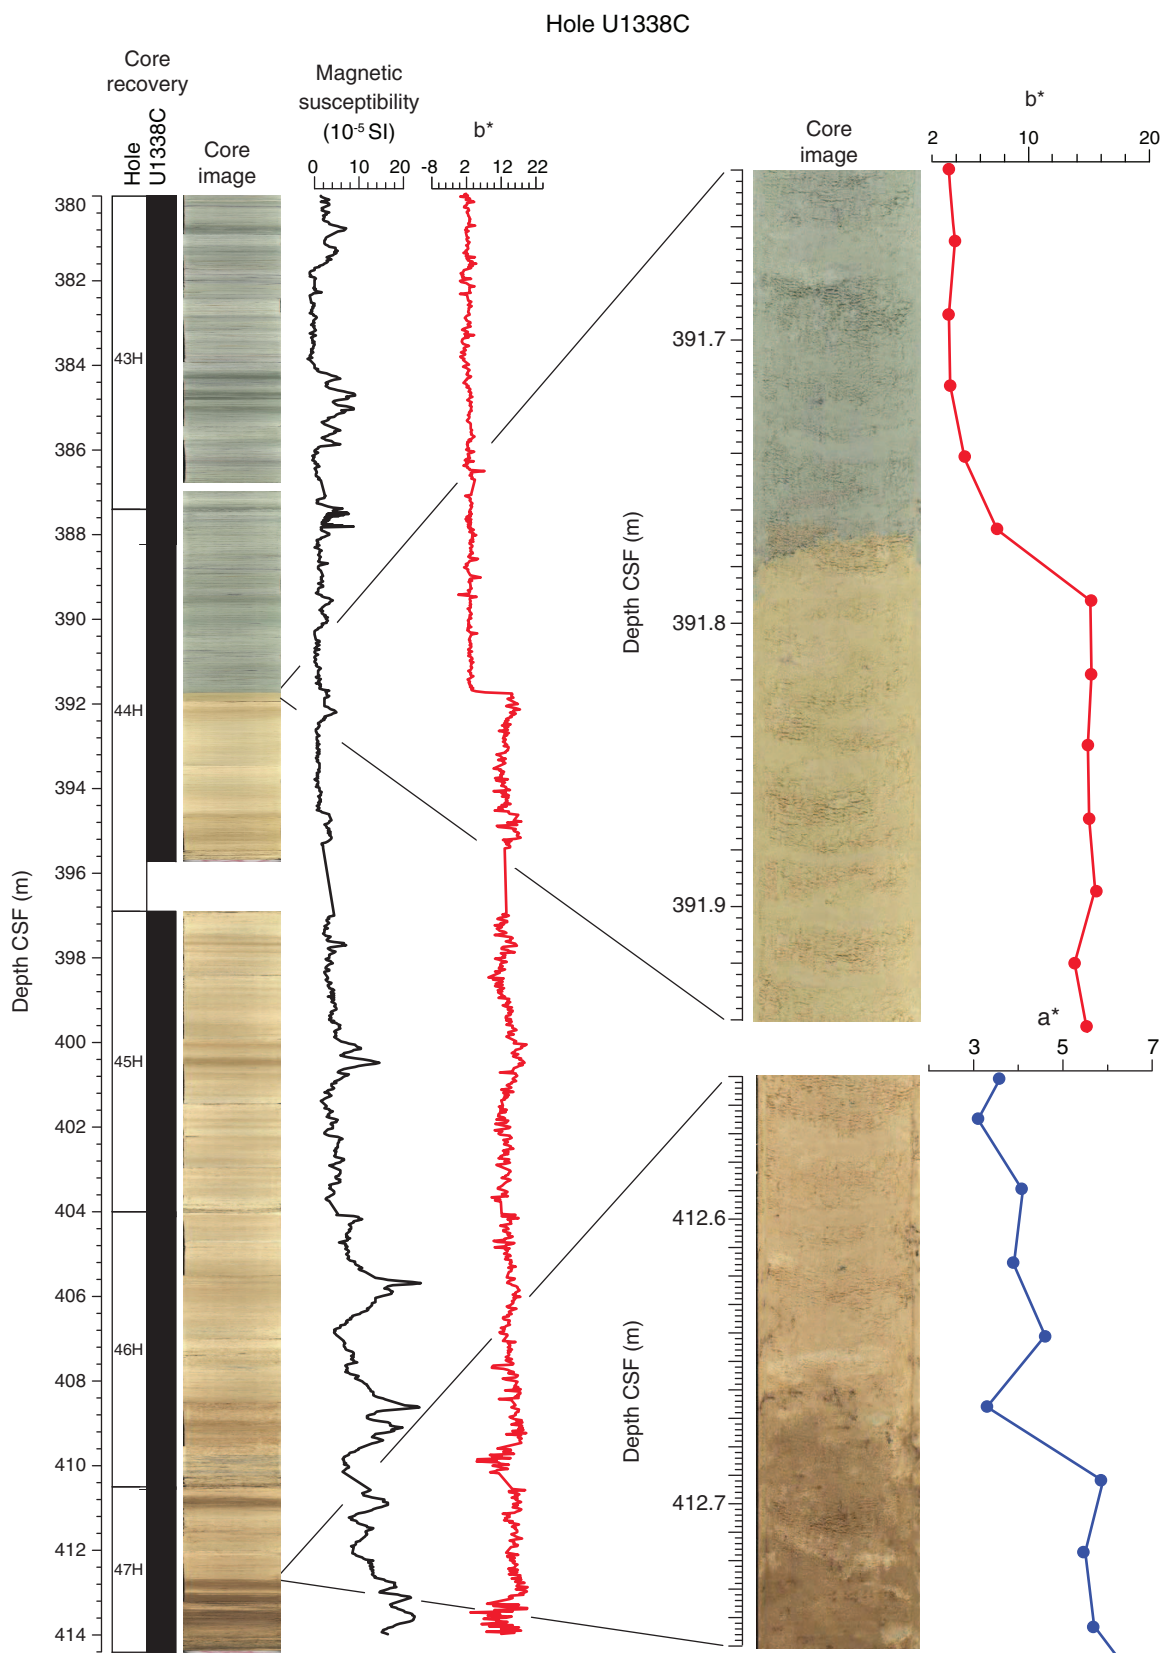 Hole U1338C
Core
recovery
Hole
U1338C
Core
image
Magnetic
susceptibility
(10-5 SI)
0 10 20
b*
-8 2 12 22
Core
image
b*
2 10 20
380
382
384
386
388
390
392
394
396
398
400
402
404
406
408
410
412
414
Depth CSF (m)
43H
44H
45H
46H
47H
391.7
391.8
391.9
Depth CSF (m)
a*
3 5 7
412.6
412.7
Depth CSF (m)